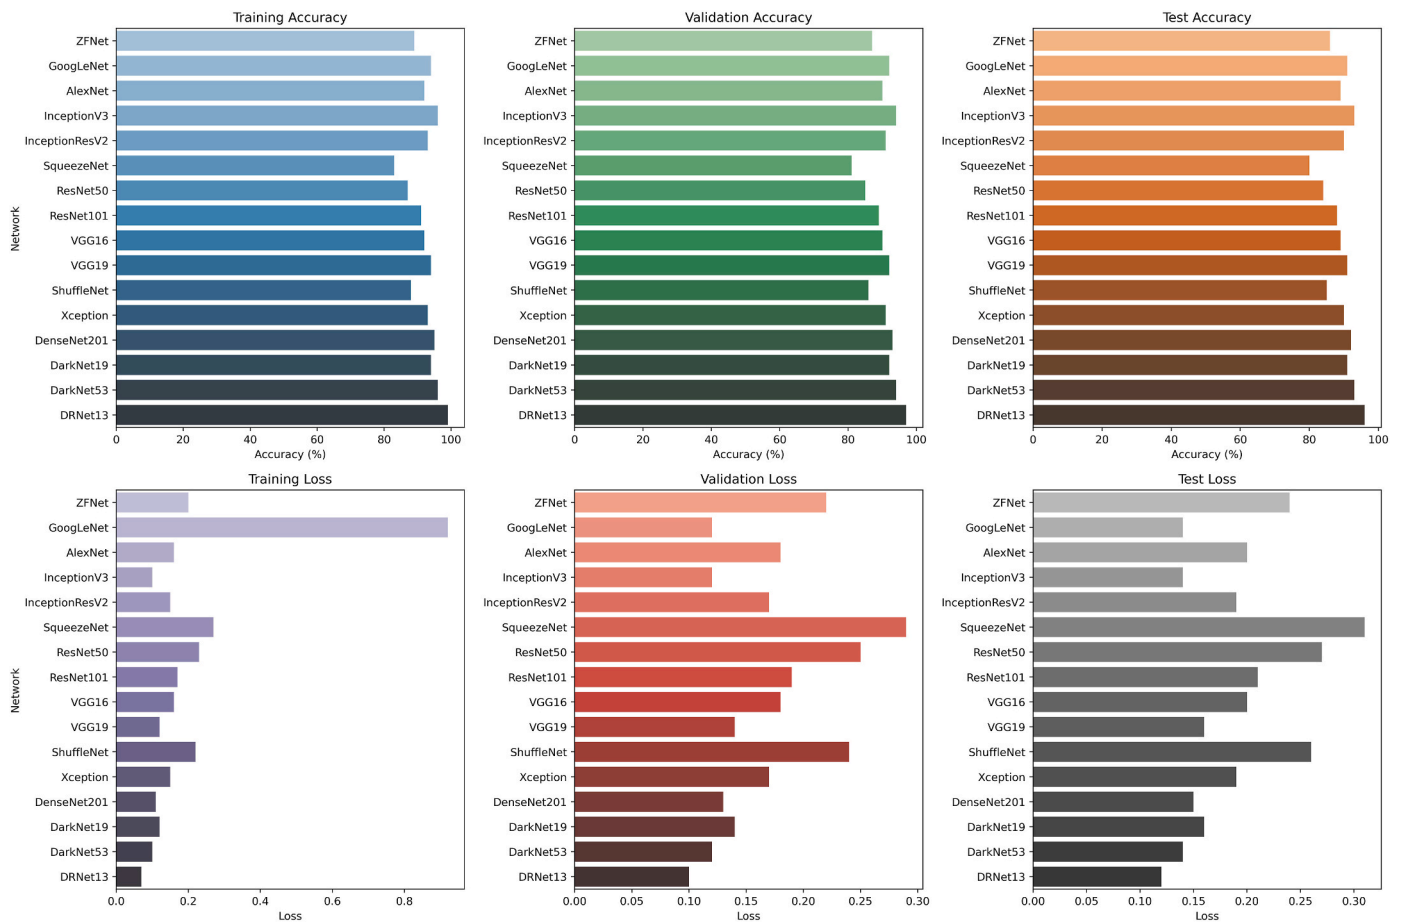 Training Accuracy
Network
ZFNet
GoogLeNet
AlexNet
InceptionV3
InceptionResV2
SqueezeNet
ResNet50
ResNet101
VGG16
VGG19
ShuffleNet
Xception
DenseNet201
DarkNet19
DarkNet53
DRNet13
0 20 40 60 80 100
Accuracy (%)
Validation Accuracy
ZFNet
GoogLeNet
AlexNet
InceptionV3
InceptionResV2
SqueezeNet
ResNet50
ResNet101
VGG16
VGG19
ShuffleNet
Xception
DenseNet201
DarkNet19
DarkNet53
DRNet13
0 20 40 60 80 100
Accuracy (%)
Test Accuracy
ZFNet
GoogLeNet
AlexNet
InceptionV3
InceptionResV2
SqueezeNet
ResNet50
ResNet101
VGG16
VGG19
ShuffleNet
Xception
DenseNet201
DarkNet19
DarkNet53
DRNet13
0 20 40 60 80 100
Accuracy (%)
Training Loss
Network
ZFNet
GoogLeNet
AlexNet
InceptionV3
InceptionResV2
SqueezeNet
ResNet50
ResNet101
VGG16
VGG19
ShuffleNet
Xception
DenseNet201
DarkNet19
DarkNet53
DRNet13
0.0 0.2 0.4 0.6 0.8
Loss
Validation Loss
ZFNet
GoogLeNet
AlexNet
InceptionV3
InceptionResV2
SqueezeNet
ResNet50
ResNet101
VGG16
VGG19
ShuffleNet
Xception
DenseNet201
DarkNet19
DarkNet53
DRNet13
0.00 0.05 0.10 0.15 0.20 0.25 0.30
Loss
Test Loss
ZFNet
GoogLeNet
AlexNet
InceptionV3
InceptionResV2
SqueezeNet
ResNet50
ResNet101
VGG16
VGG19
ShuffleNet
Xception
DenseNet201
DarkNet19
DarkNet53
DRNet13
0.00 0.05 0.10 0.15 0.20 0.25 0.30
Loss